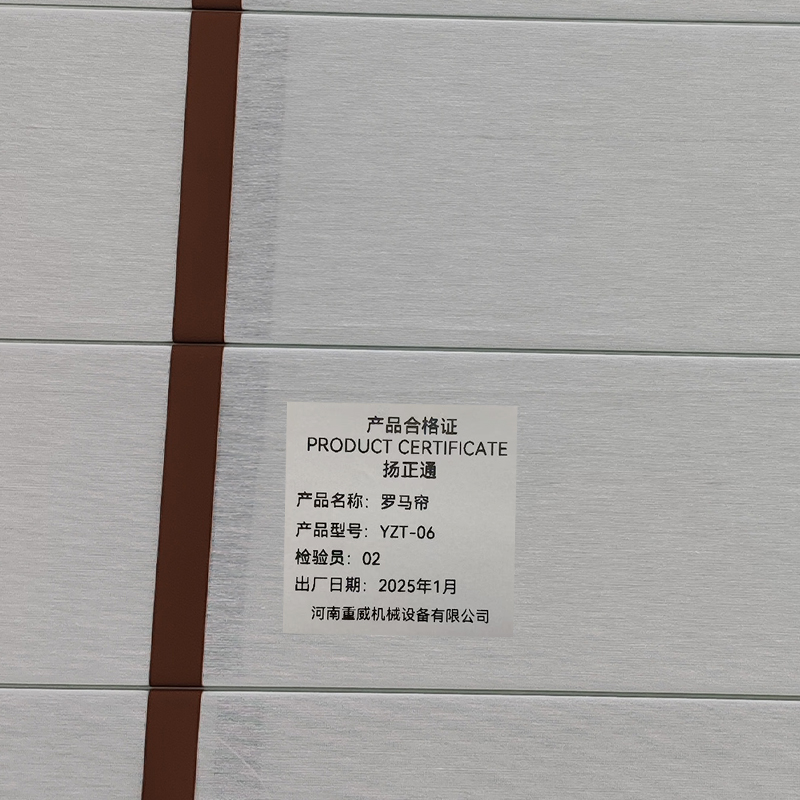 产品合格证
PRODUCT CERTIFICATE
扬正通
产品名称：罗马帘
产品型号：YZT-06
检验员：02
出厂日期：2025年1月
河南重威机械设备有限公司